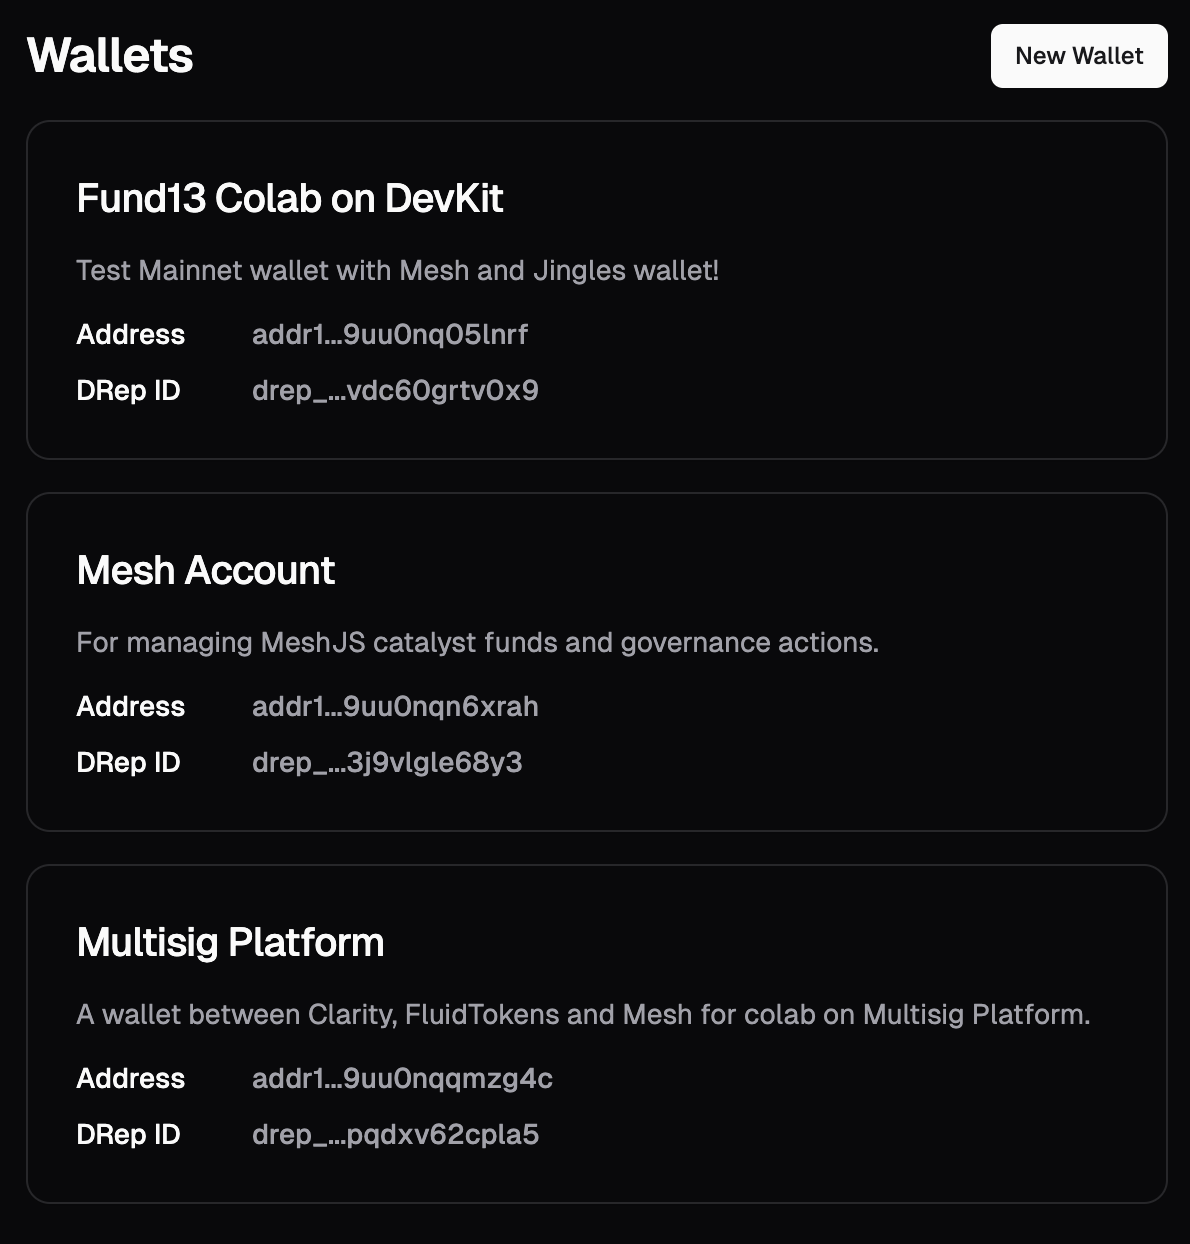 Wallets
New Wallet
Fund13 Colab on DevKit
Test Mainnet wallet with Mesh and Jingles wallet!
Address addr1...9uu0nq05lnrf
DRep ID drep_...vdc60grtv0x9
Mesh Account
For managing MeshJS catalyst funds and governance actions.
Address addr1...9uu0nqn6xrah
DRep ID drep_...3j9vlgle68y3
Multisig Platform
A wallet between Clarity, FluidTokens and Mesh for colab on Multisig Platform.
Address addr1...9uu0nqqmzg4c
DRep ID drep_...pqdxv62cpla5